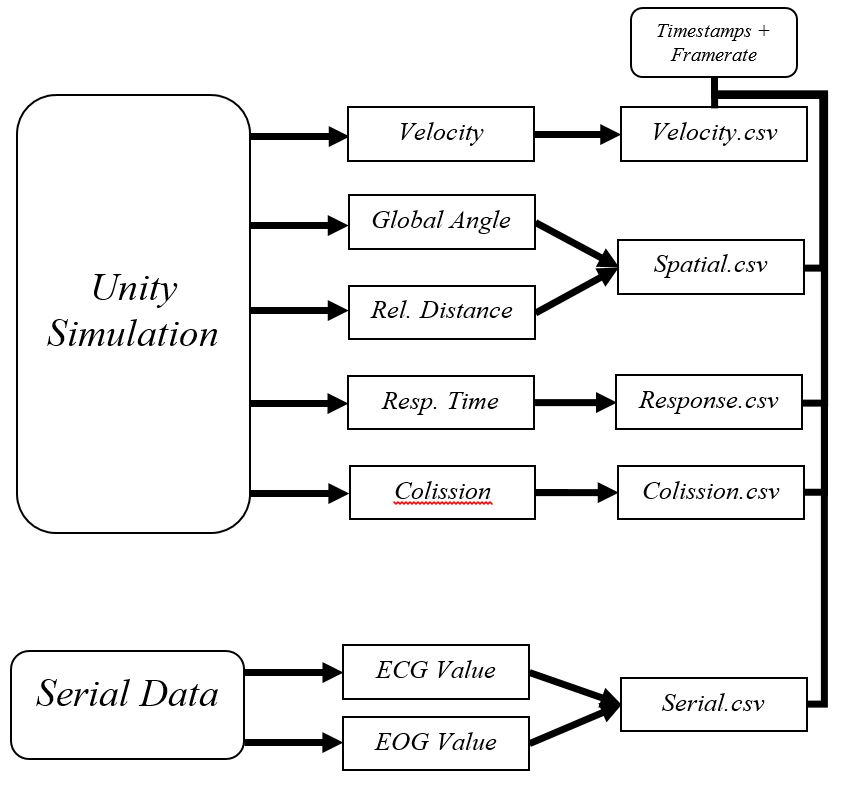 Timestamps +
Framerate
Velocity
Velocity.csv
Global Angle
Spatial.csv
Unity
Simulation
Rel. Distance
Resp. Time
Response.csv
Colission
Colission.csv
ECG Value
Serial Data
Serial.csv
EOG Value